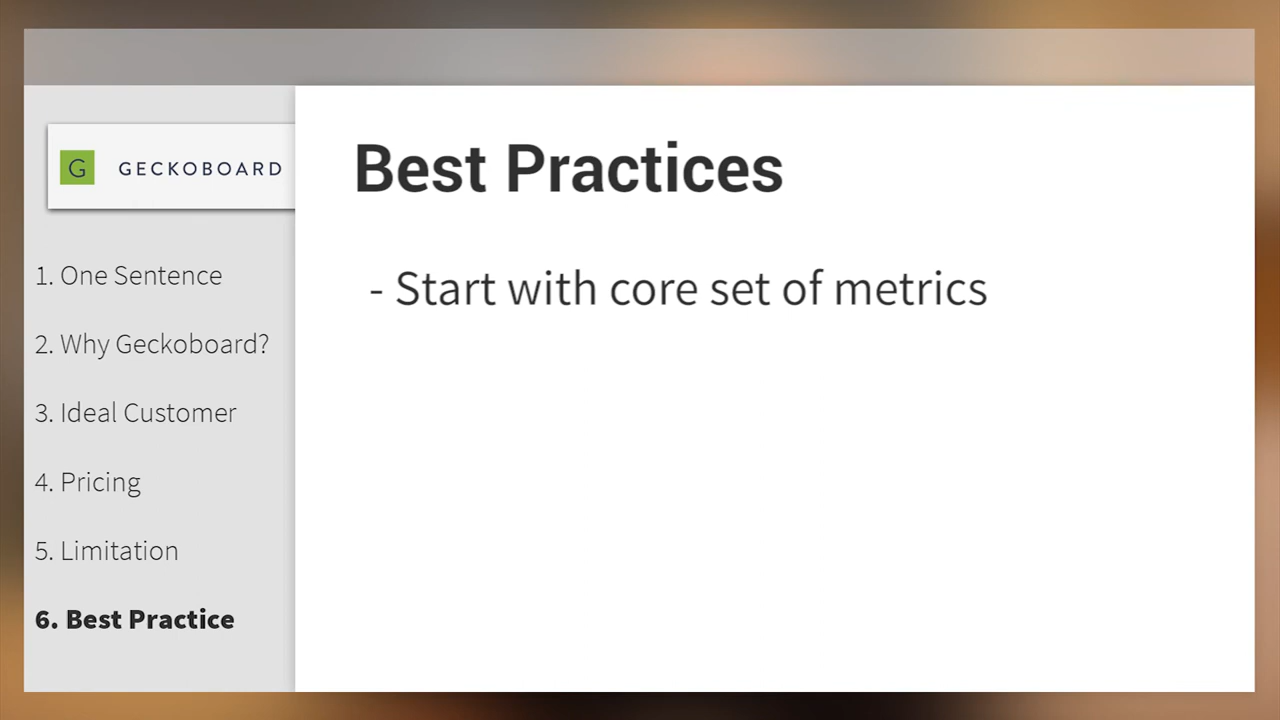 G GECKOBOARD
1. One Sentence
2. Why Geckoboard?
3. Ideal Customer
4. Pricing
5. Limitation
6. Best Practice
Best Practices
- Start with core set of metrics